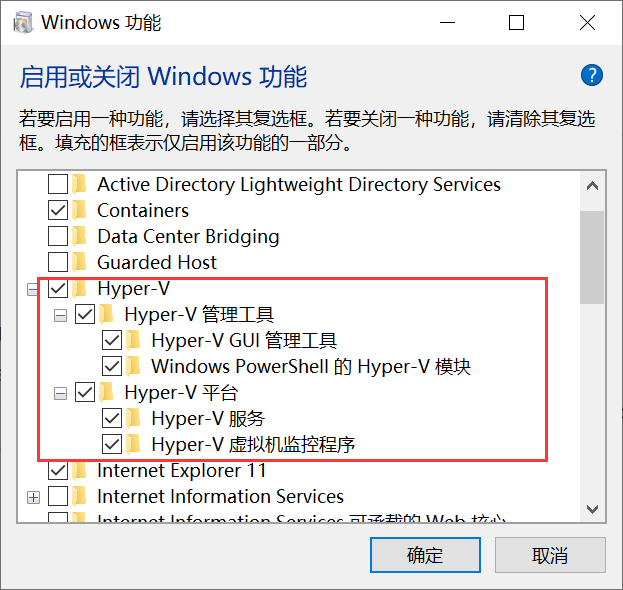 Windows 功能
启用或关闭 Windows 功能
若要启用一种功能，请选择其复选框。若要关闭一种功能，请清除其复选
框。填充的框表示仅启用该功能的一部分。
Active Directory Lightweight Directory Services
Containers
Data Center Bridging
Guarded Host
Hyper-V
Hyper-V 管理工具
Hyper-V GUI 管理工具
Windows PowerShell 的 Hyper-V 模块
Hyper-V 平台
Hyper-V 服务
Hyper-V 虚拟机监控程序
Internet Explorer 11
Internet Information Services
Internet Information Services 可承载的 Web 核心
确定
取消